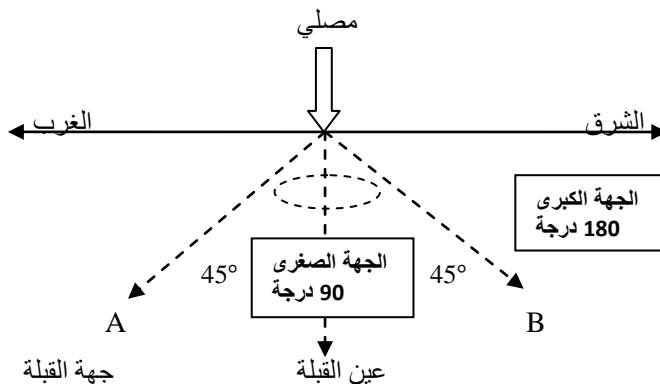 مصلي
الشرق
الغرب
الجهة الكبرى
180 درجة
الجهة الصغرى
90 درجة
45°
45°
B
A
عين القبلة
جهة القبلة